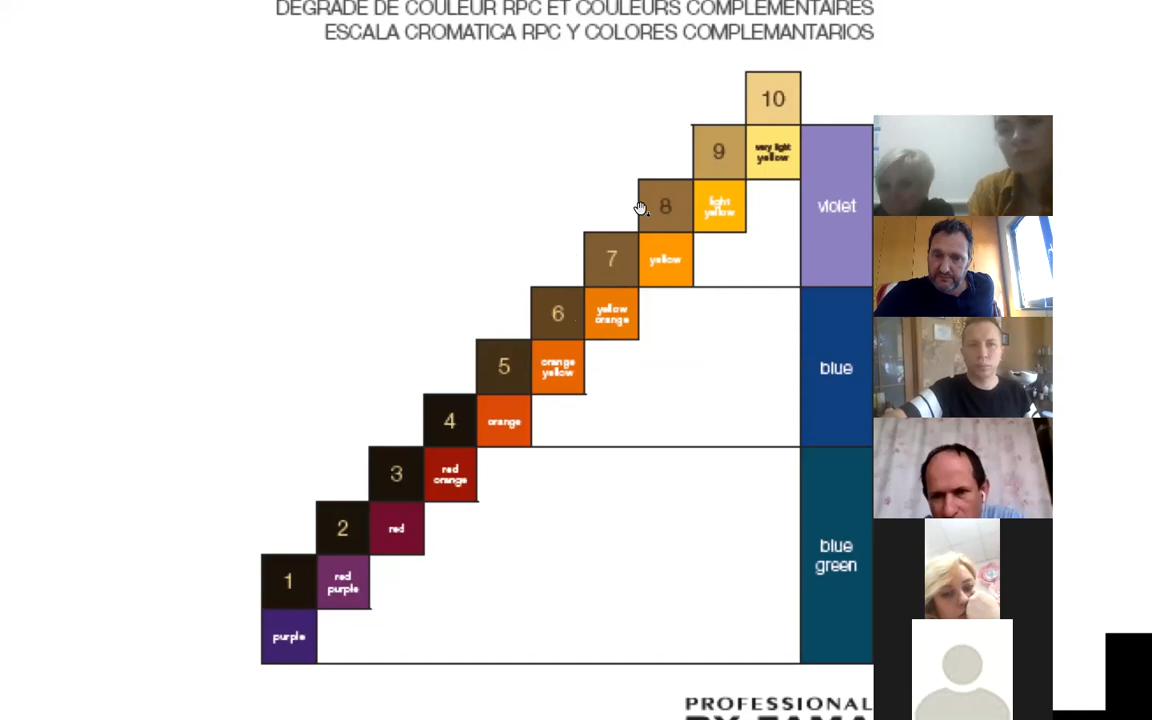 DEGRADE DE COULEUR RPC ET COULEURS COMPLEMENTAIRES
ESCALA CROMATICA RPC Y COLORES COMPLEMANTARIOS
10
9
very light
yellow
8
light
yellow
violet
7
yellow
6
yellow
orange
5
orange
yellow
blue
4
orange
3
red
orange
2
red
blue
green
1
red
purple
purple
PROFESSIONAL
BY FAMA